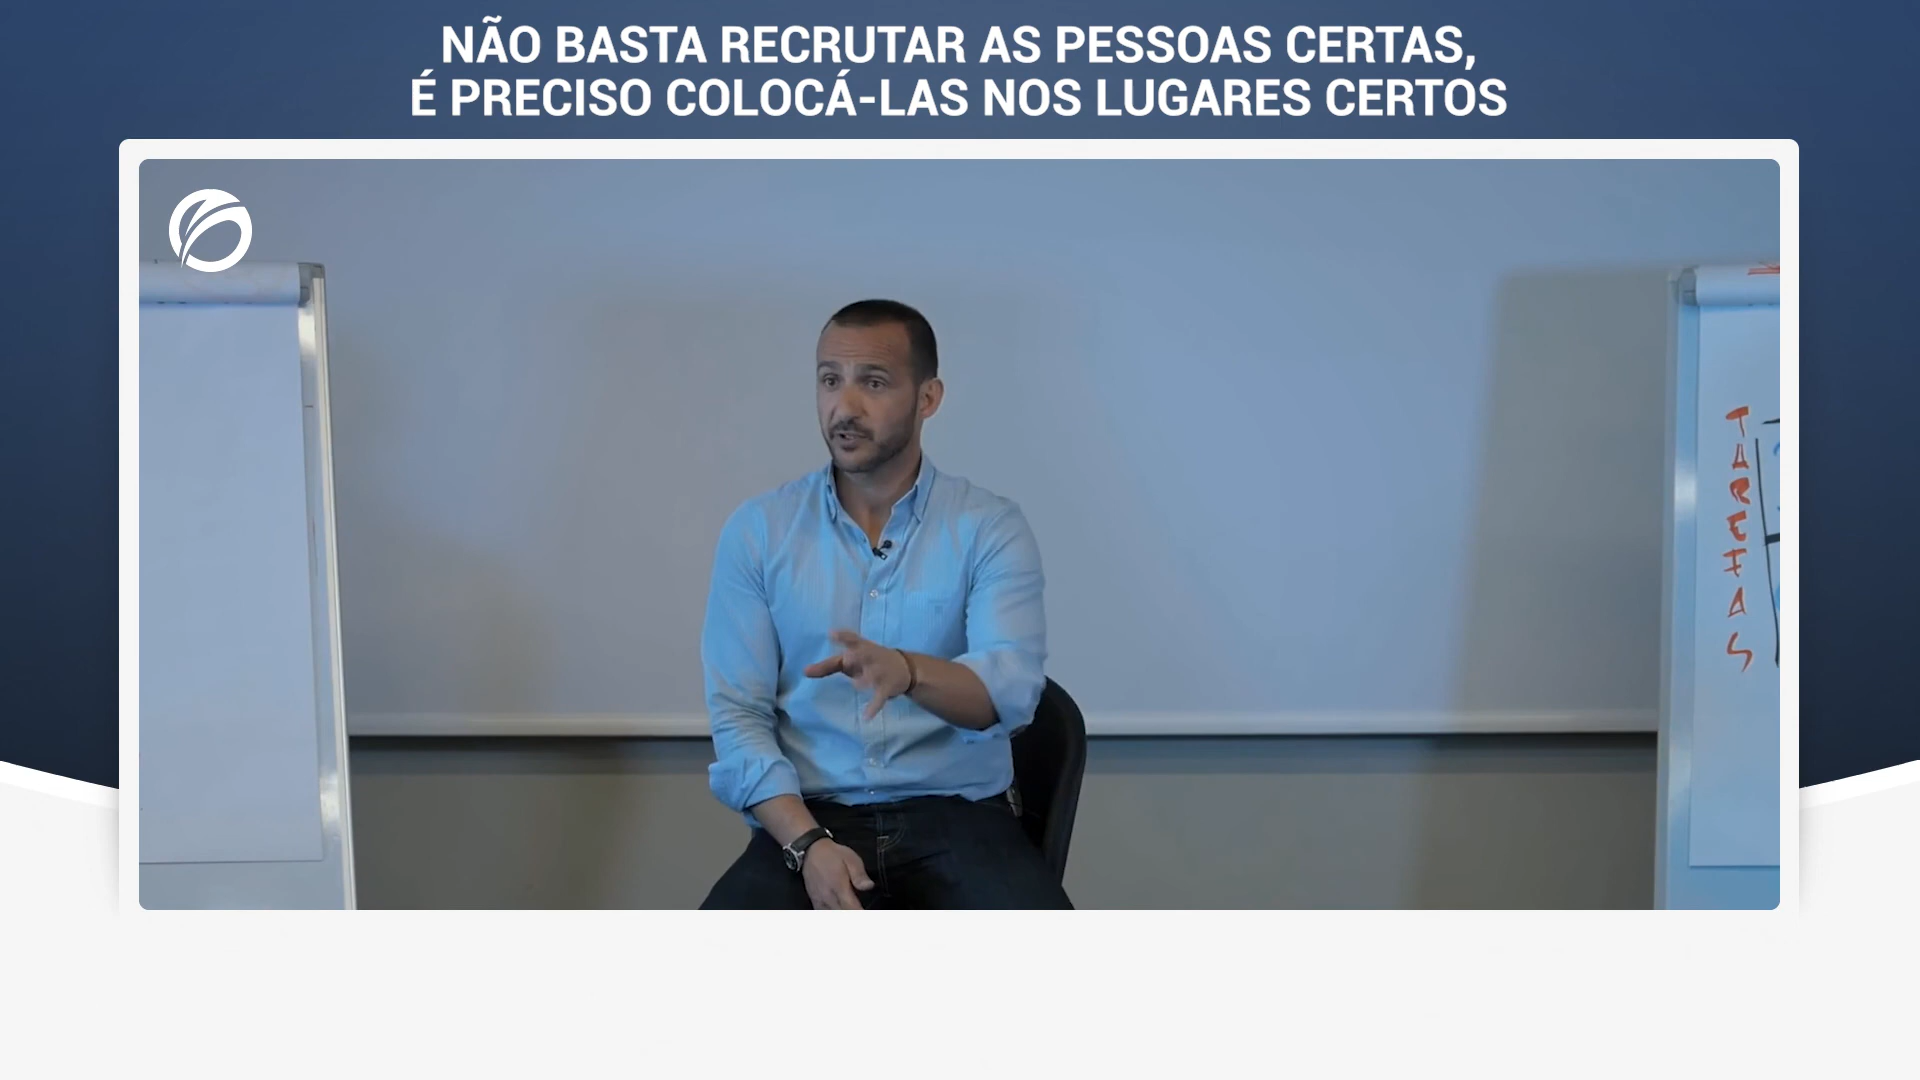 NÃO BASTA RECRUTAR AS PESSOAS CERTAS,
É PRECISO COLOCÁ-LAS NOS LUGARES CERTOS
TAREFAS